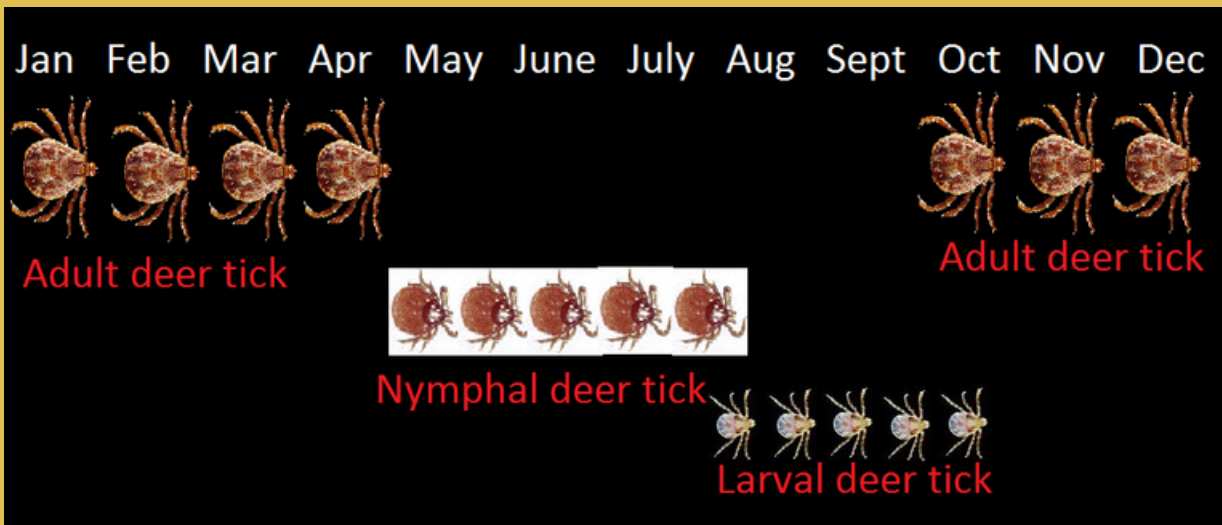 Jan Feb Mar Apr May June July Aug Sept Oct Nov Dec
Adult deer tick
Adult deer tick
Nymphal deer tick
Larval deer tick